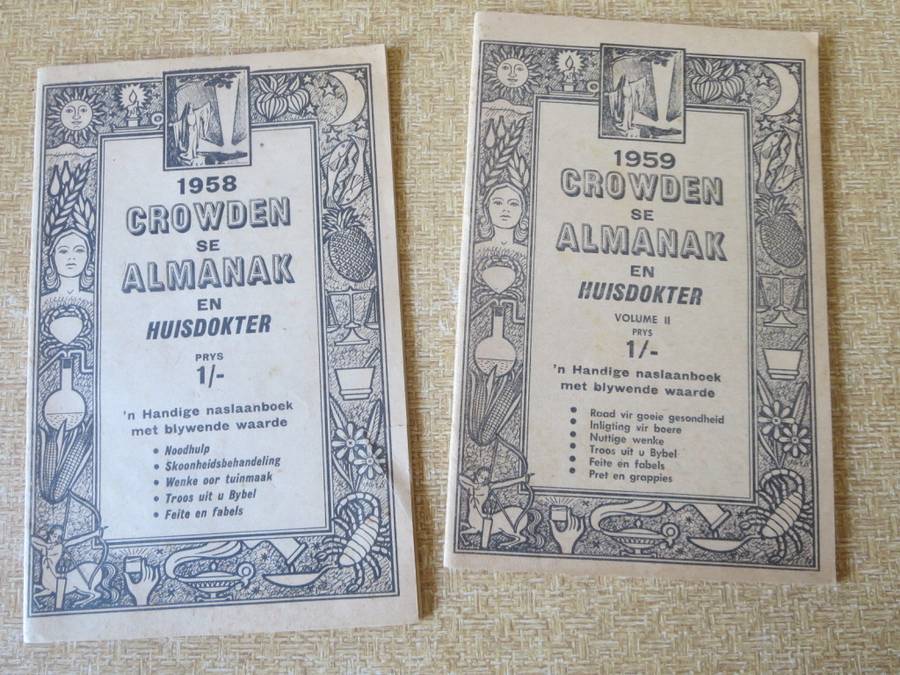 1958
CROWDEN
SE
ALMANAK
EN
HUISDOKTER
PRYS
1/-
'n Handige naslaanboek
met blywende waarde
• Noodhulp
• Skoonheidsbehandeling
• Wenke oor tuinmaak
• Troos uit u Bybel
• Feite en fabels
1959
CROWDEN
SE
ALMANAK
EN
HUISDOKTER
VOLUME II
PRYS
1/-
'n Handige naslaanboek
met blywende waarde
• Raad vir goeie gesondheid
• Inligting vir boere
• Nuttige wenke
• Troos uit u Bybel
• Feite en fabels
• Pret en grappies